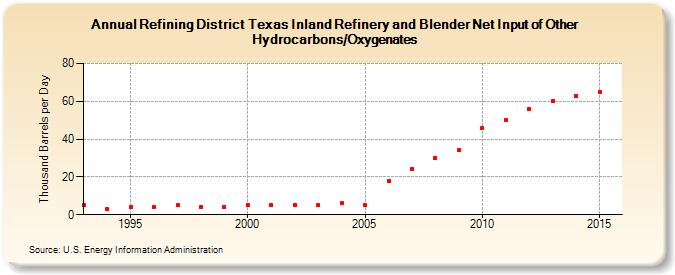 Annual Refining District Texas Inland Refinery and Blender Net Input of Other
Hydrocarbons/Oxygenates
Thousand Barrels per Day
80
60
40
20
0
1995
2000
2005
2010
2015
Source: U.S. Energy Information Administration